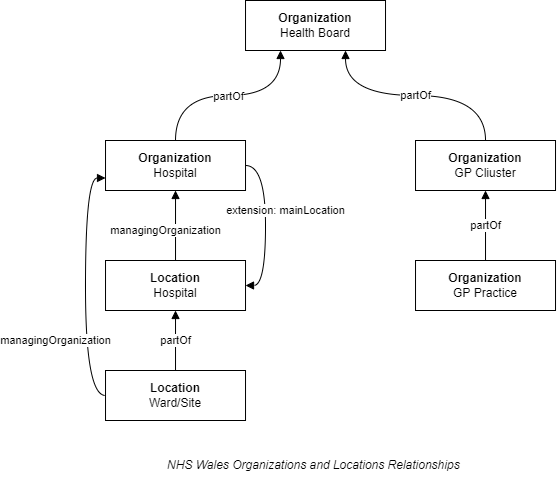 Organization
Health Board
partOf
partOf
Organization
Hospital
Organization
GP Cliuster
extension: mainLocation
managingOrganization
partOf
Location
Hospital
Organization
GP Practice
managingOrganization
partOf
Location
Ward/Site
NHS Wales Organizations and Locations Relationships